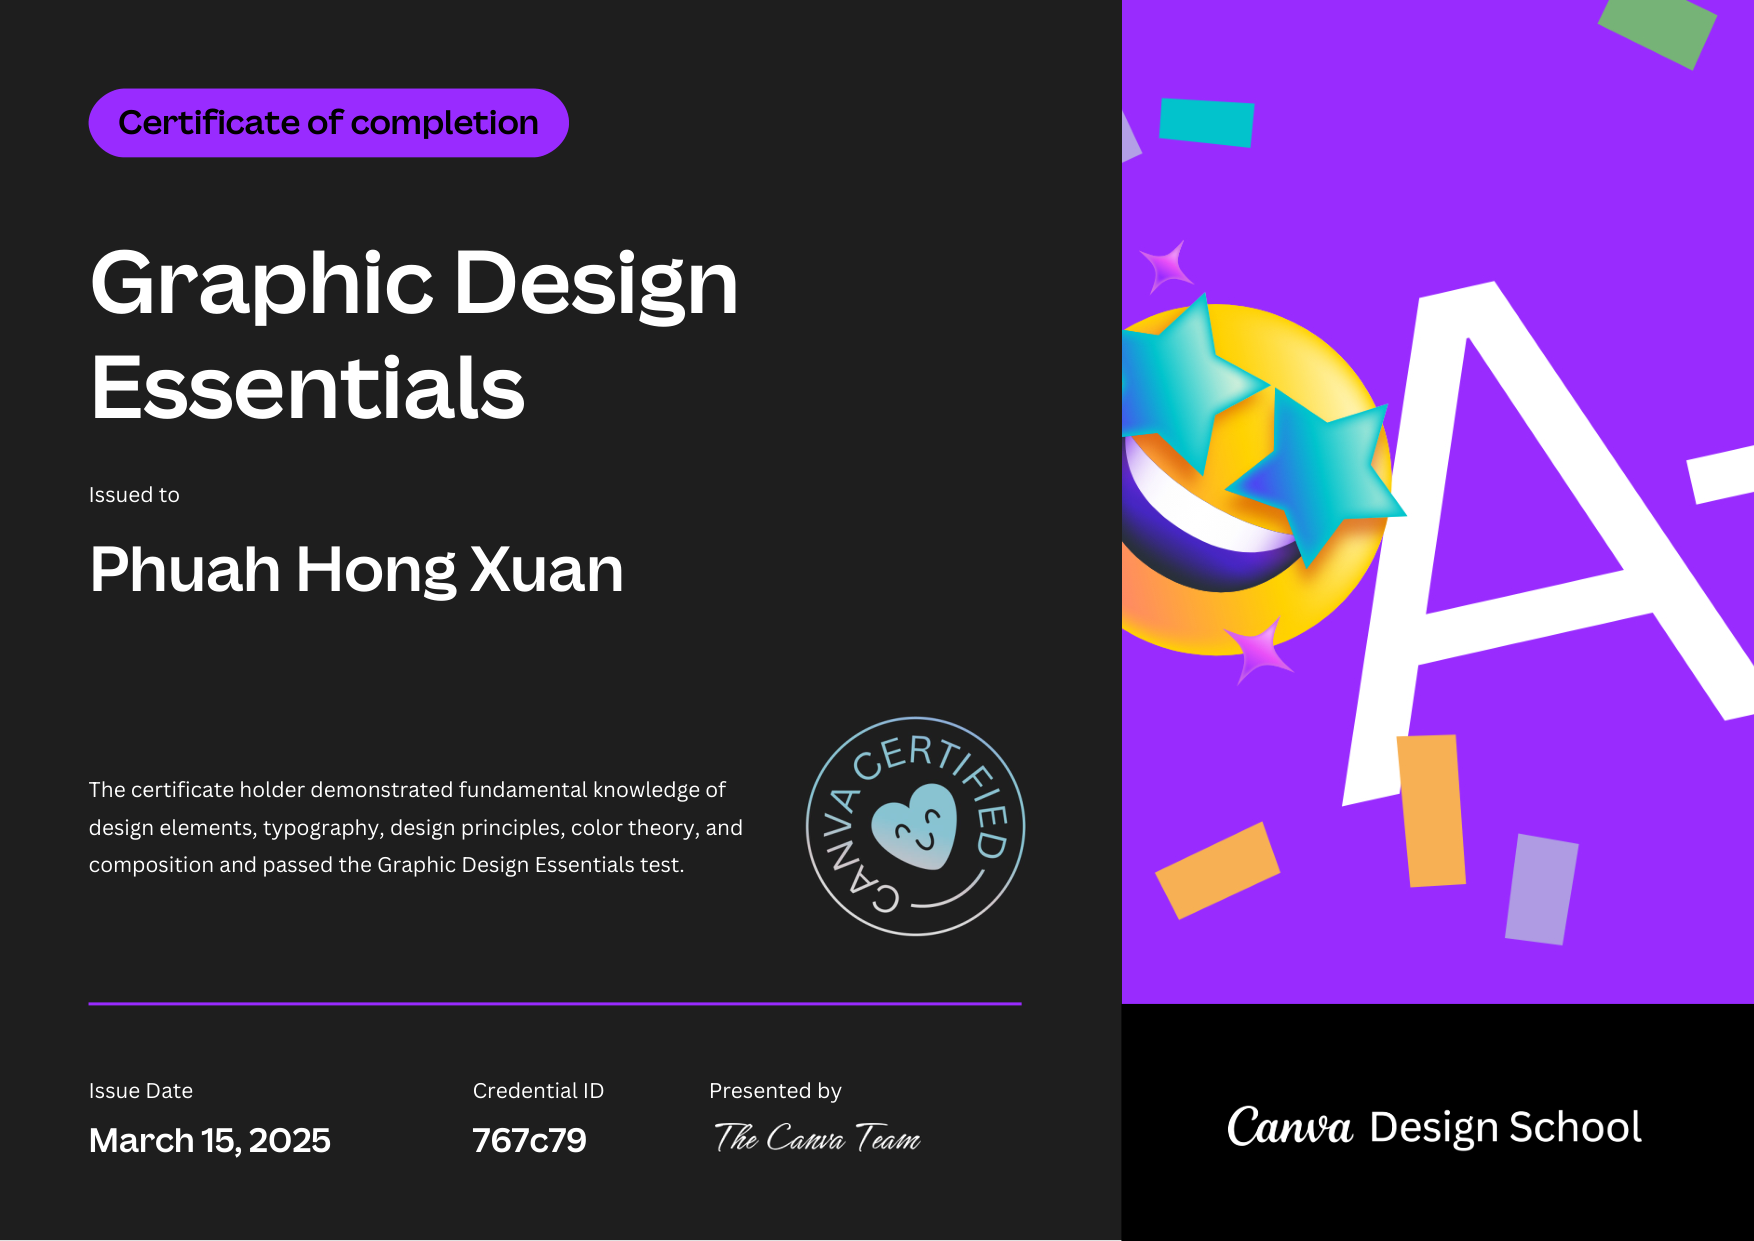 Certificate of completion
Graphic Design
Essentials
Issued to
Phuah Hong Xuan
The certificate holder demonstrated fundamental knowledge of
design elements, typography, design principles, color theory, and
composition and passed the Graphic Design Essentials test.
CANVA CERTIFIED
Issue Date
March 15, 2025
Credential ID
767c79
Presented by
The Canva Team
A-
Canva Design School